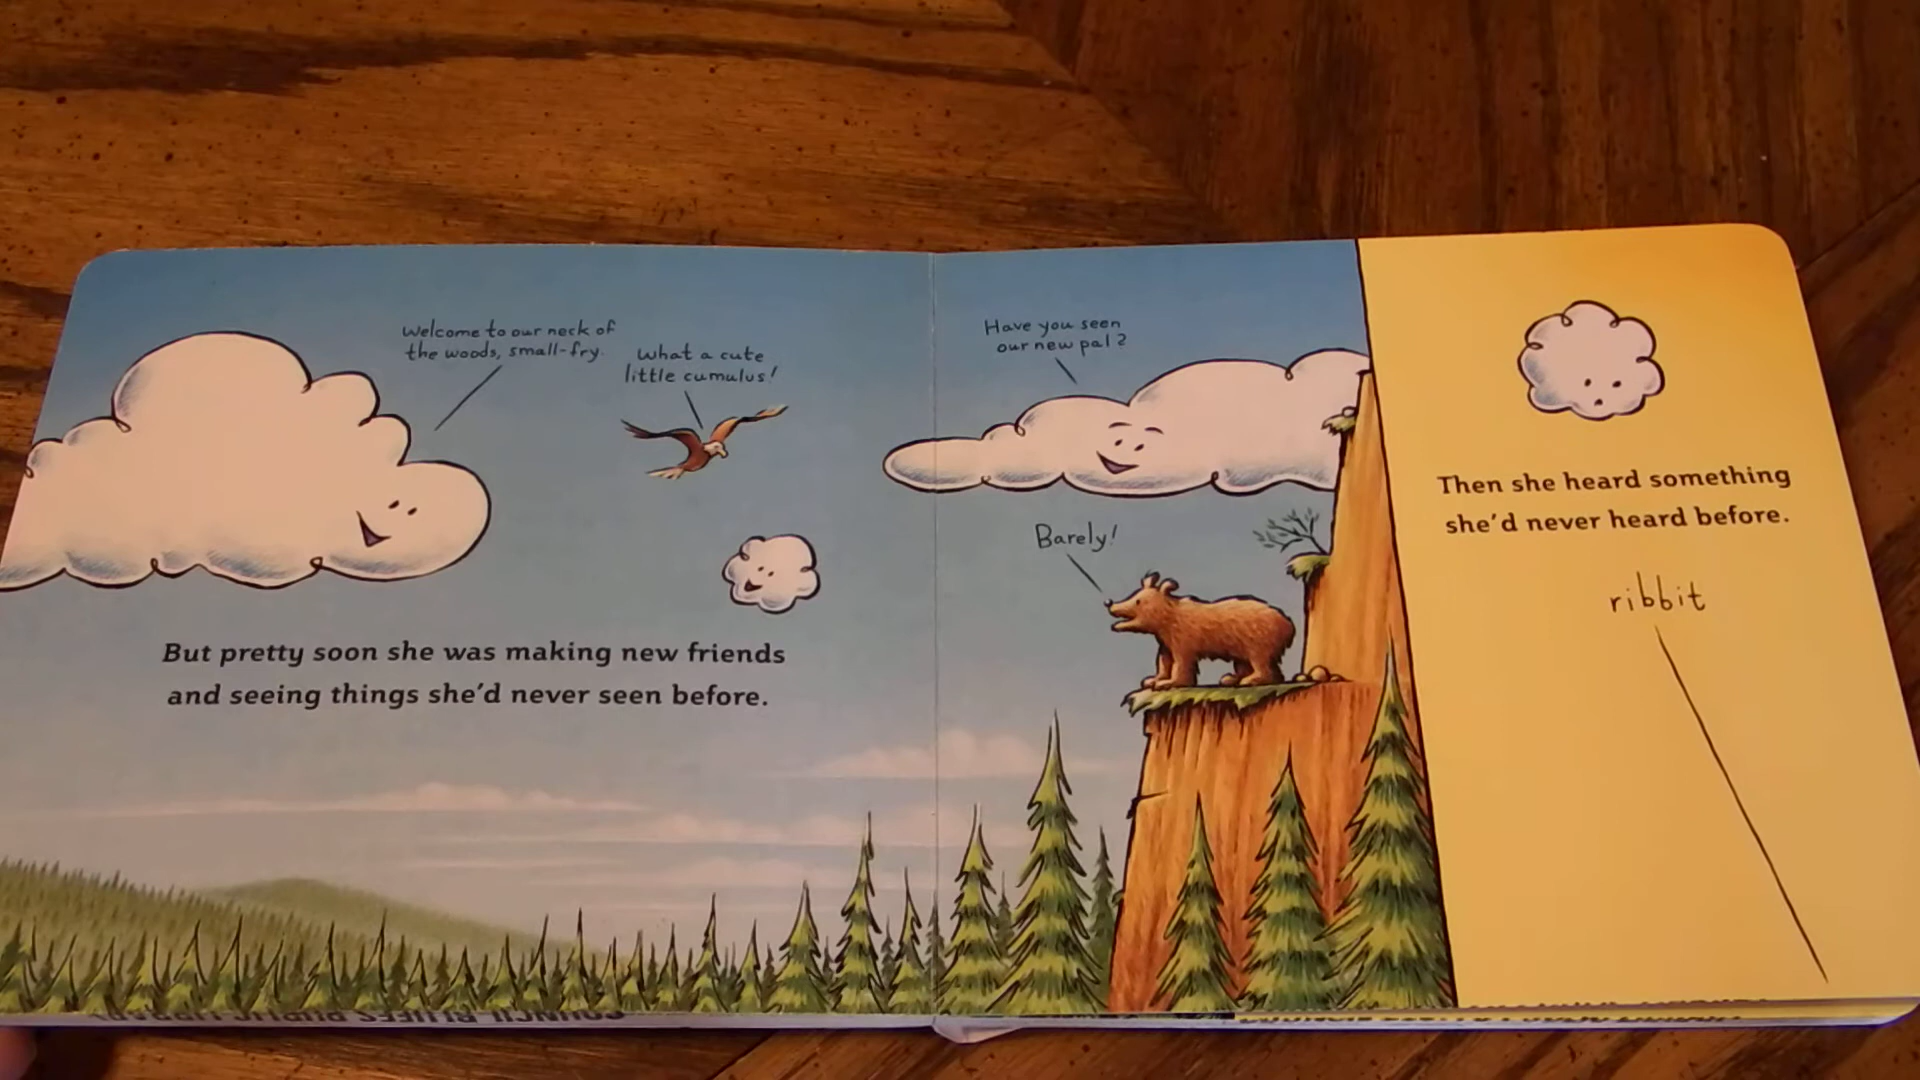 Welcome to our neck of
the woods, small-fry.
What a cute
little cumulus!
But pretty soon she was making new friends
and seeing things she'd never seen before.
Have you seen
our new pal?
Barely!
Then she heard something
she'd never heard before.
ribbit